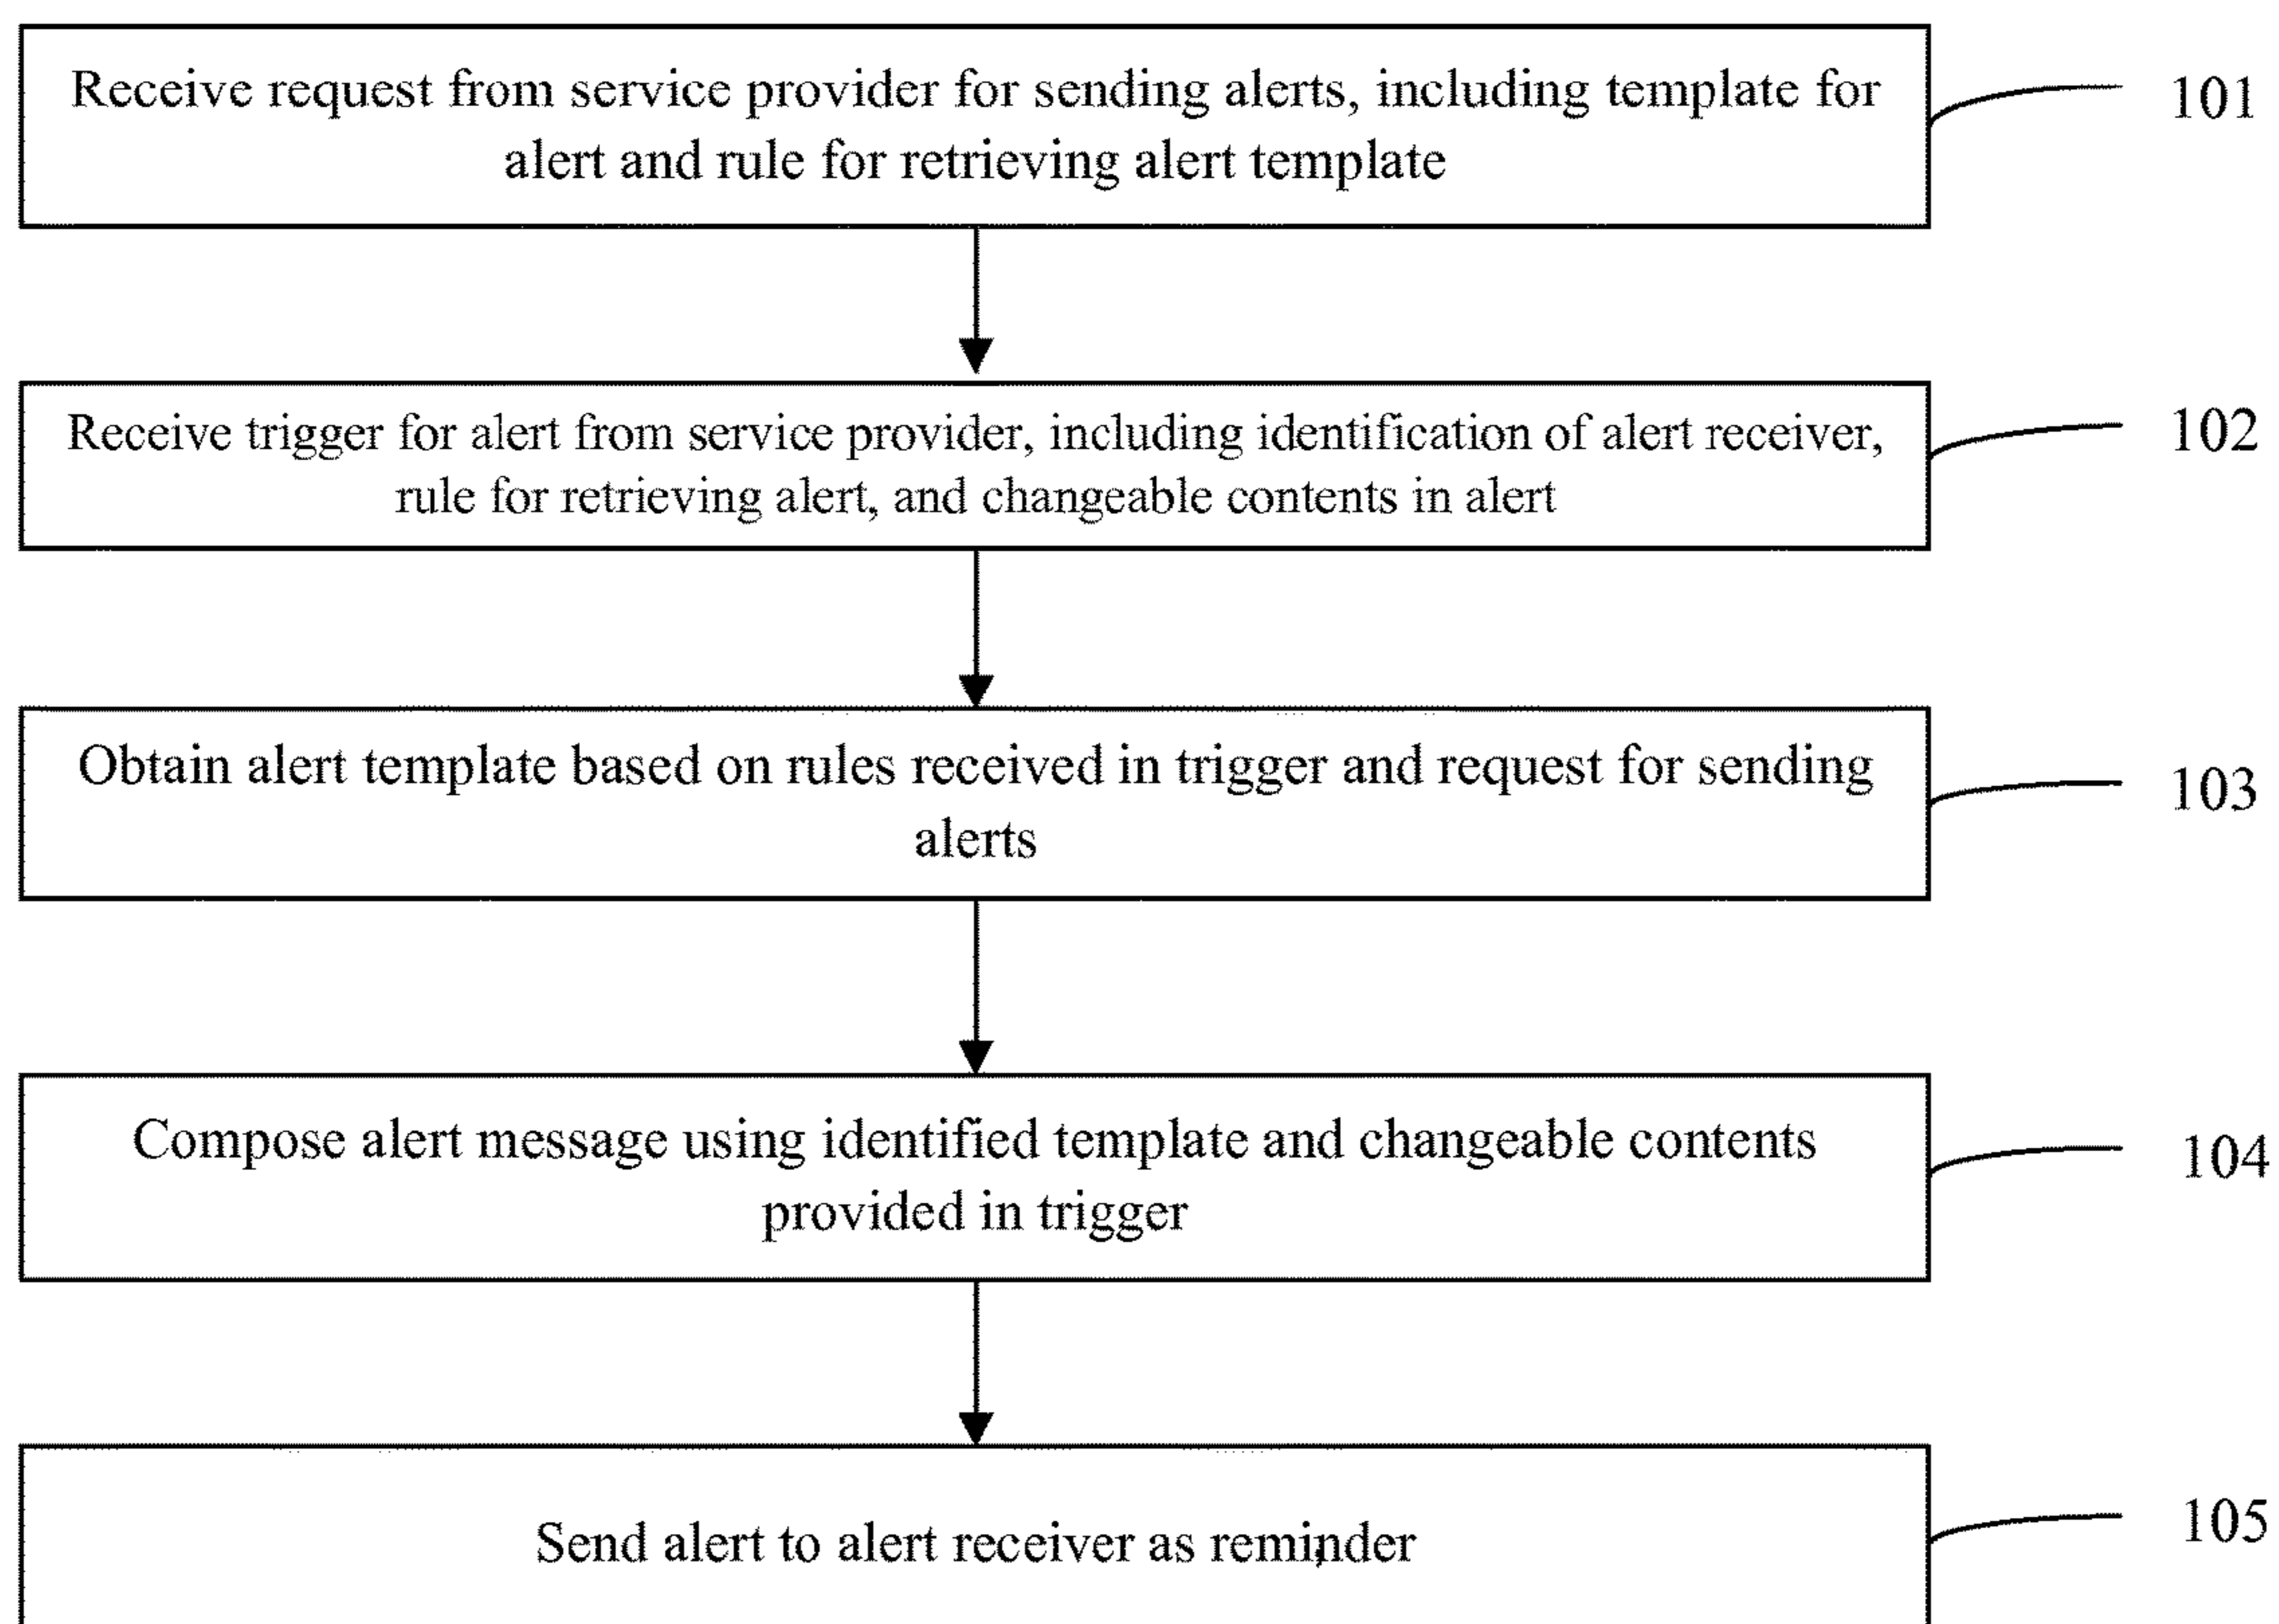 Receive request from service provider for sending alerts, including template for
alert and rule for retrieving alert template
101
Receive trigger for alert from service provider, including identification of alert receiver,
rule for retrieving alert, and changeable contents in alert
102
Obtain alert template based on rules received in trigger and request for sending
alerts
103
Compose alert message using identified template and changeable contents
provided in trigger
104
Send alert to alert receiver as reminder
105